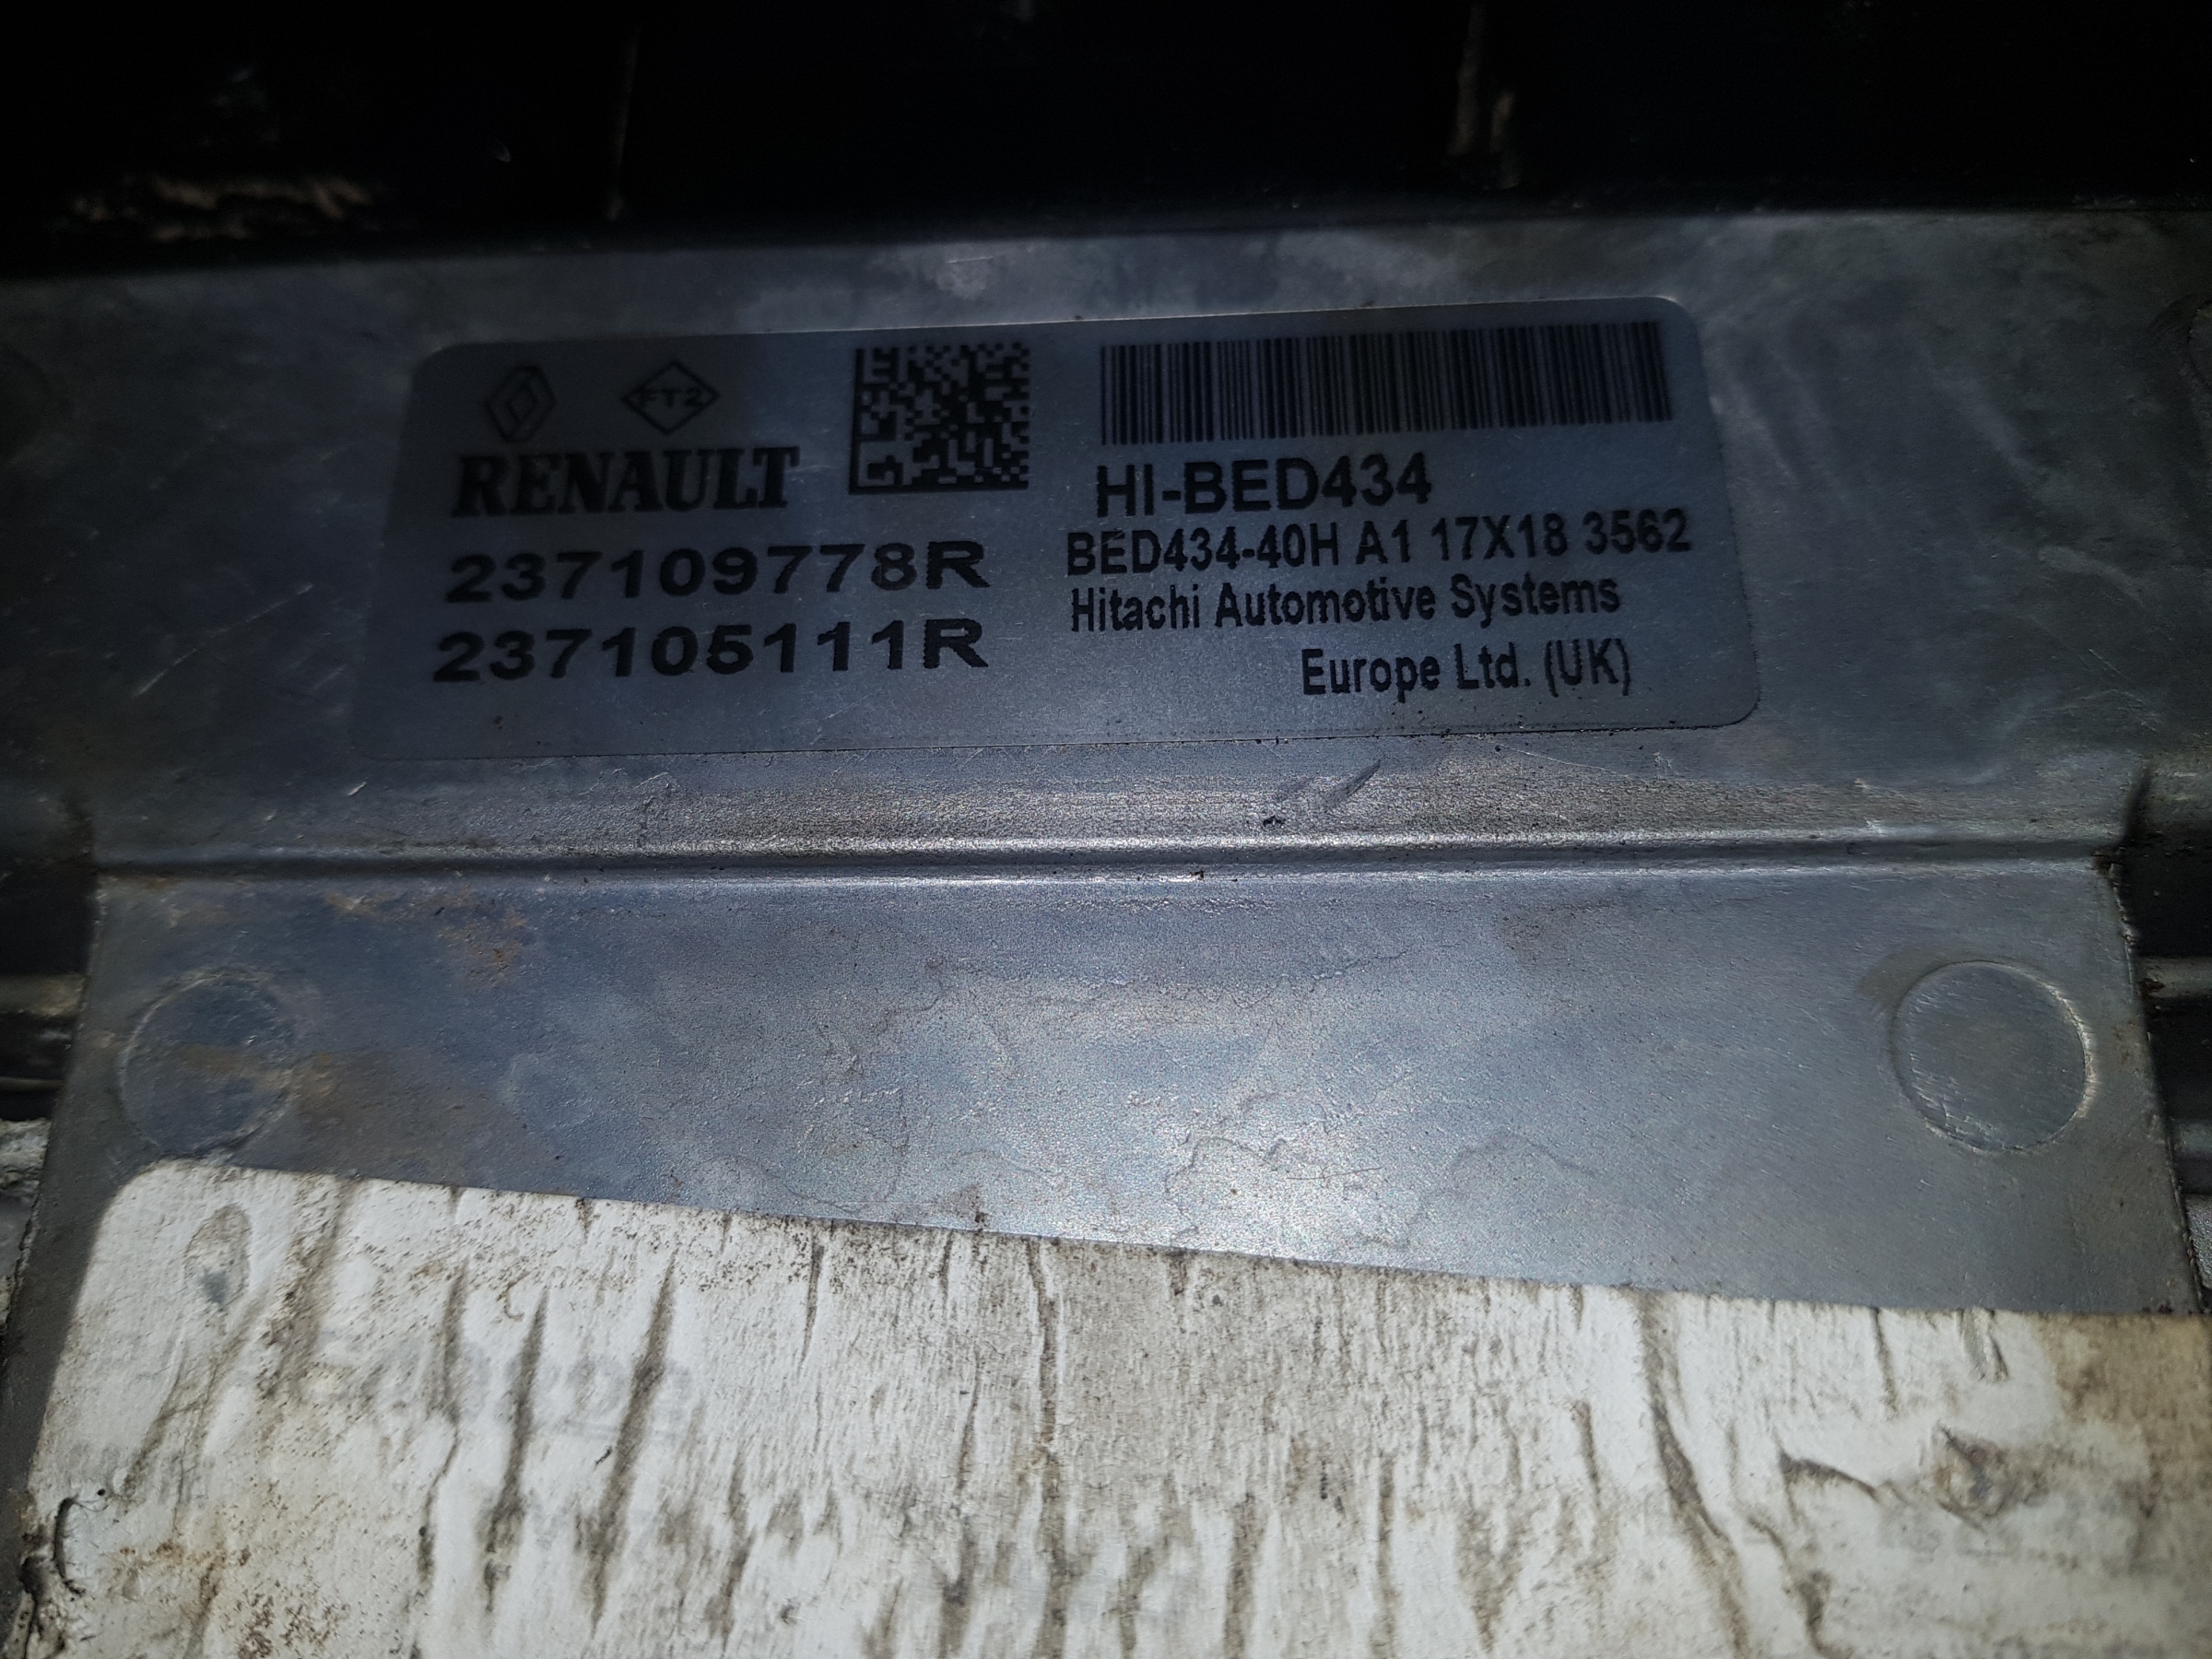 FT2
RENAULT
237109778R
237105111R
HI-BED434
BED434-40H A1 17X18 3562
Hitachi Automotive Systems
Europe Ltd. (UK)